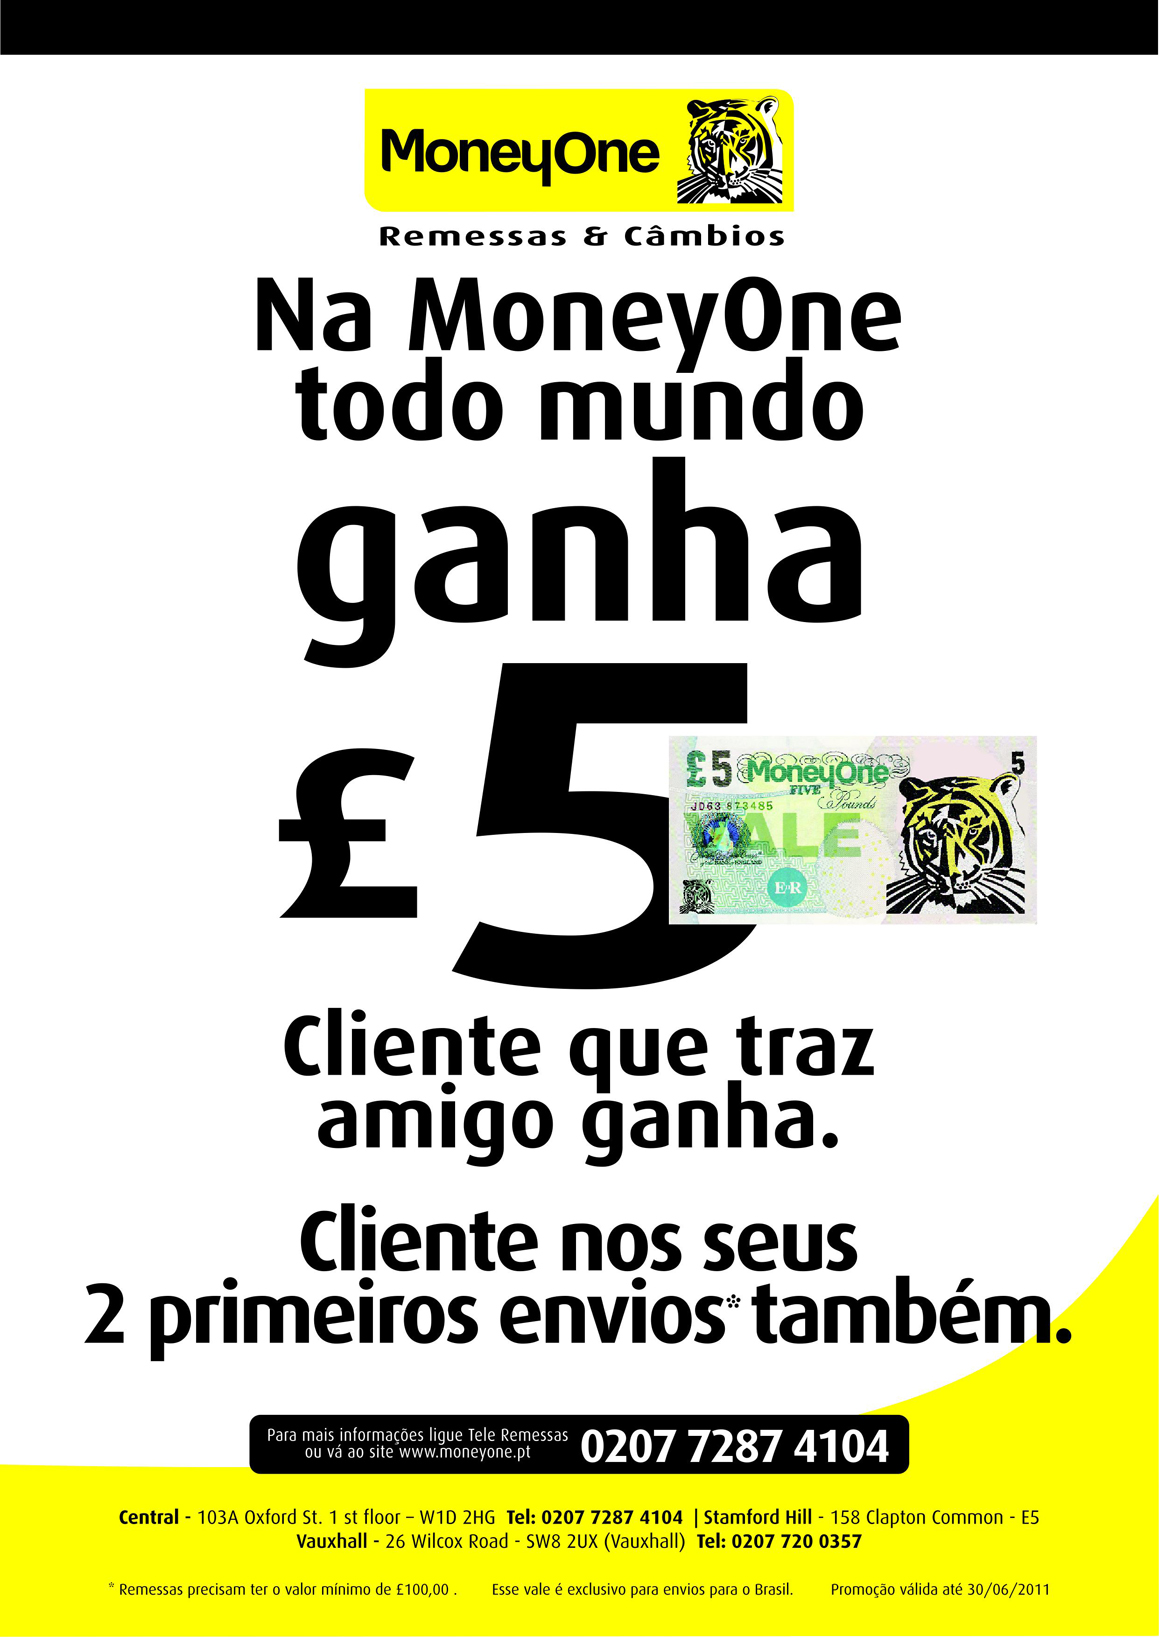 MoneyOne
Remessas & Câmbios
Na MoneyOne
todo mundo
ganha
£5
£5 MoneyOne 5
FIVE Pounds
JD63 873485
VALE
E·R
Cliente que traz
amigo ganha.
Cliente nos seus
2 primeiros envios* também.
Para mais informações ligue Tele Remessas
ou vá ao site www.moneyone.pt
0207 7287 4104
Central - 103A Oxford St. 1 st floor – W1D 2HG Tel: 0207 7287 4104 | Stamford Hill - 158 Clapton Common - E5
Vauxhall - 26 Wilcox Road - SW8 2UX (Vauxhall) Tel: 0207 720 0357
* Remessas precisam ter o valor mínimo de £100,00 . Esse vale é exclusivo para envios para o Brasil. Promoção válida até 30/06/2011